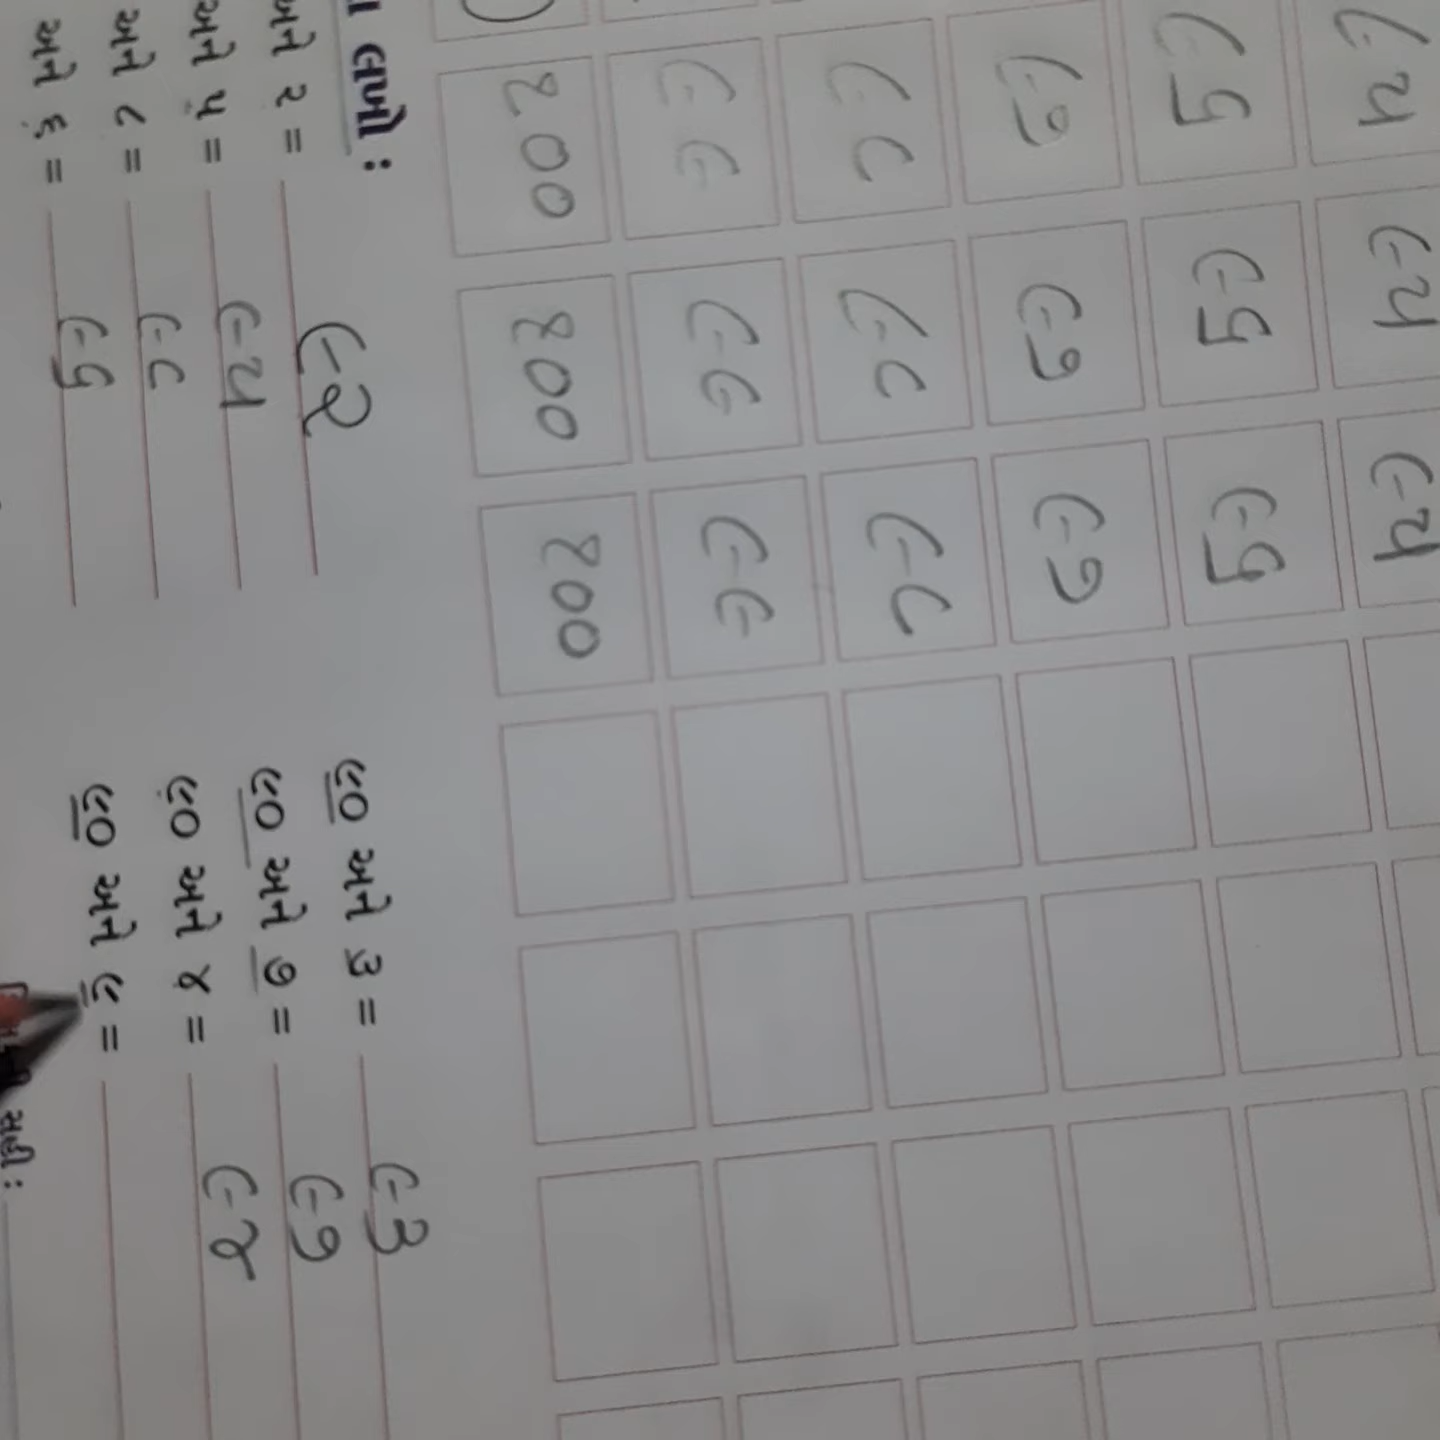 ૯૫ ૯૫ ૯૫
૯૬ ૯૬ ૯૬
૯૭ ૯૭ ૯૭
૯૮ ૯૮ ૯૮
૯૯ ૯૯ ૯૯
૧૦૦ ૧૦૦ ૧૦૦
લખો :
અને ૨ = ૯૨ ૯૦ અને ૩ = ૯૩
અને ૫ = ૯૫ ૯૦ અને ૭ = ૯૭
અને ૮ = ૯૮ ૯૦ અને ૪ = ૯૪
અને ૬ = ૯૬ ૯૦ અને ૯ =
સહી :